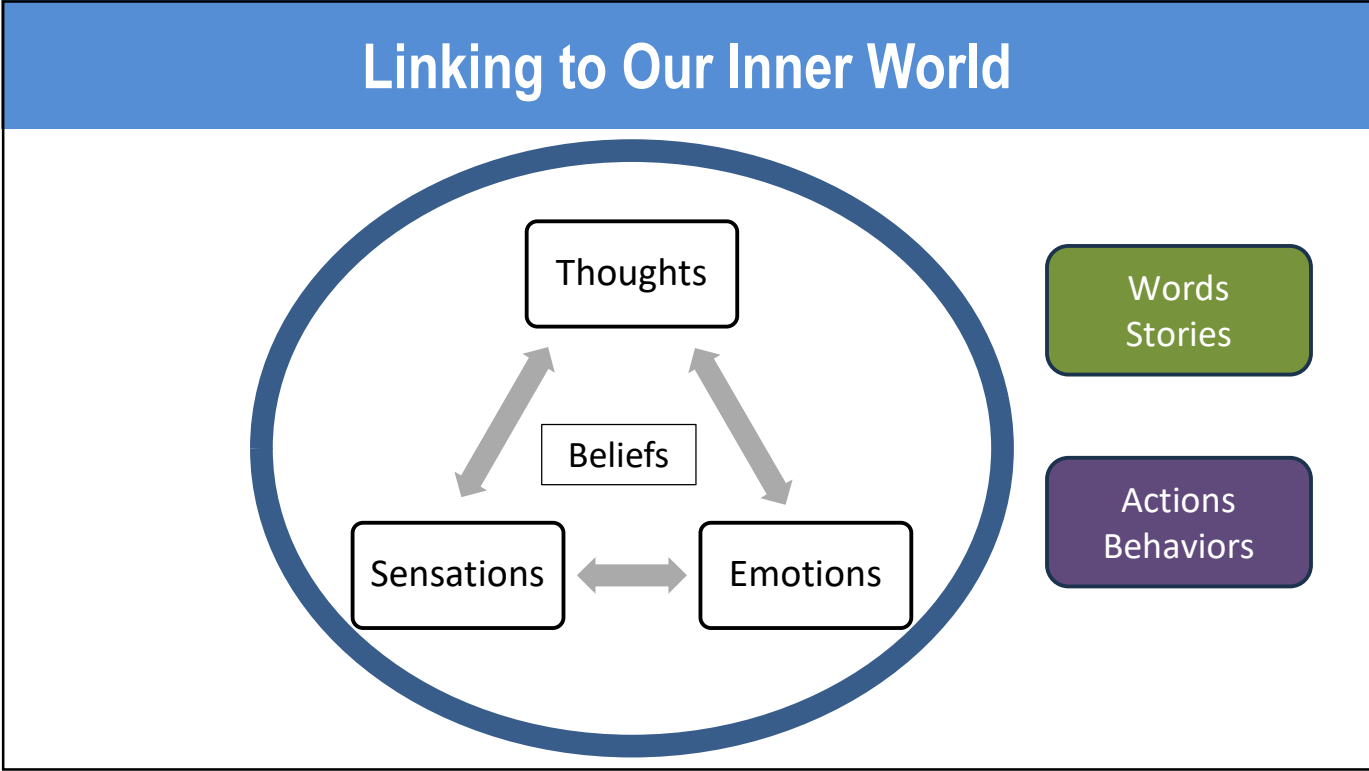 Linking to Our Inner World
Thoughts
Beliefs
Sensations
Emotions
Words
Stories
Actions
Behaviors